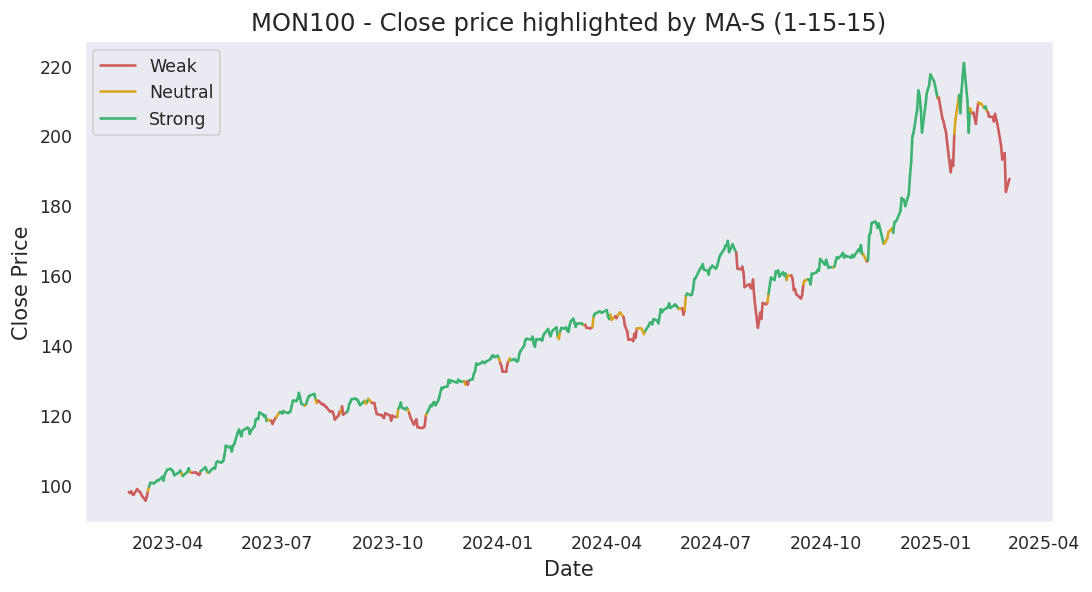 MON100 - Close price highlighted by MA-S (1-15-15)
Weak
Neutral
Strong
Close Price
220
200
180
160
140
120
100
2023-04 2023-07 2023-10 2024-01 2024-04 2024-07 2024-10 2025-01 2025-04
Date